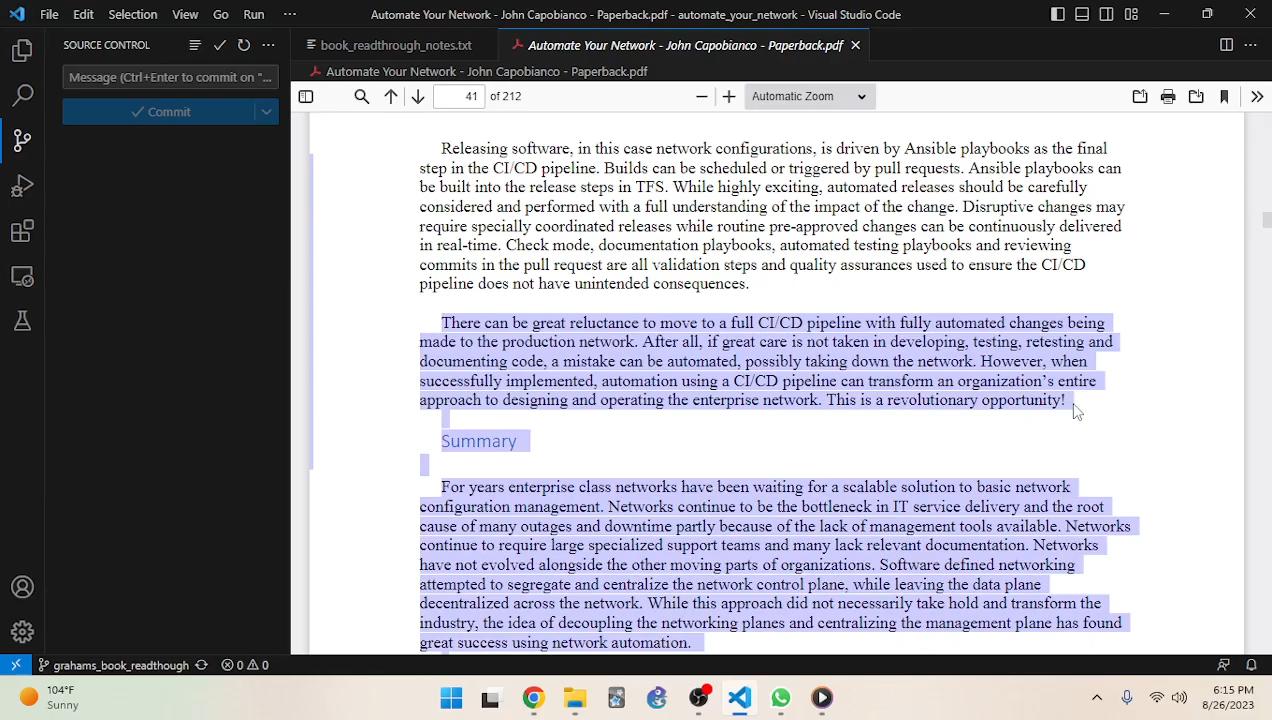 File Edit Selection View Go Run ··· Automate Your Network - John Capobianco - Paperback.pdf - automate_your_network - Visual Studio Code
SOURCE CONTROL
book_readthrough_notes.txt
Automate Your Network - John Capobianco - Paperback.pdf
Message (Ctrl+Enter to commit on "...
Commit
Automate Your Network - John Capobianco - Paperback.pdf
41 of 212
Automatic Zoom
Releasing software, in this case network configurations, is driven by Ansible playbooks as the final
step in the CI/CD pipeline. Builds can be scheduled or triggered by pull requests. Ansible playbooks can
be built into the release steps in TFS. While highly exciting, automated releases should be carefully
considered and performed with a full understanding of the impact of the change. Disruptive changes may
require specially coordinated releases while routine pre-approved changes can be continuously delivered
in real-time. Check mode, documentation playbooks, automated testing playbooks and reviewing
commits in the pull request are all validation steps and quality assurances used to ensure the CI/CD
pipeline does not have unintended consequences.
There can be great reluctance to move to a full CI/CD pipeline with fully automated changes being
made to the production network. After all, if great care is not taken in developing, testing, retesting and
documenting code, a mistake can be automated, possibly taking down the network. However, when
successfully implemented, automation using a CI/CD pipeline can transform an organization's entire
approach to designing and operating the enterprise network. This is a revolutionary opportunity!
Summary
For years enterprise class networks have been waiting for a scalable solution to basic network
configuration management. Networks continue to be the bottleneck in IT service delivery and the root
cause of many outages and downtime partly because of the lack of management tools available. Networks
continue to require large specialized support teams and many lack relevant documentation. Networks
have not evolved alongside the other moving parts of organizations. Software defined networking
attempted to segregate and centralize the network control plane, while leaving the data plane
decentralized across the network. While this approach did not necessarily take hold and transform the
industry, the idea of decoupling the networking planes and centralizing the management plane has found
great success using network automation.
grahams_book_readthough 0 0
104°F
Sunny
6:15 PM
8/26/2023